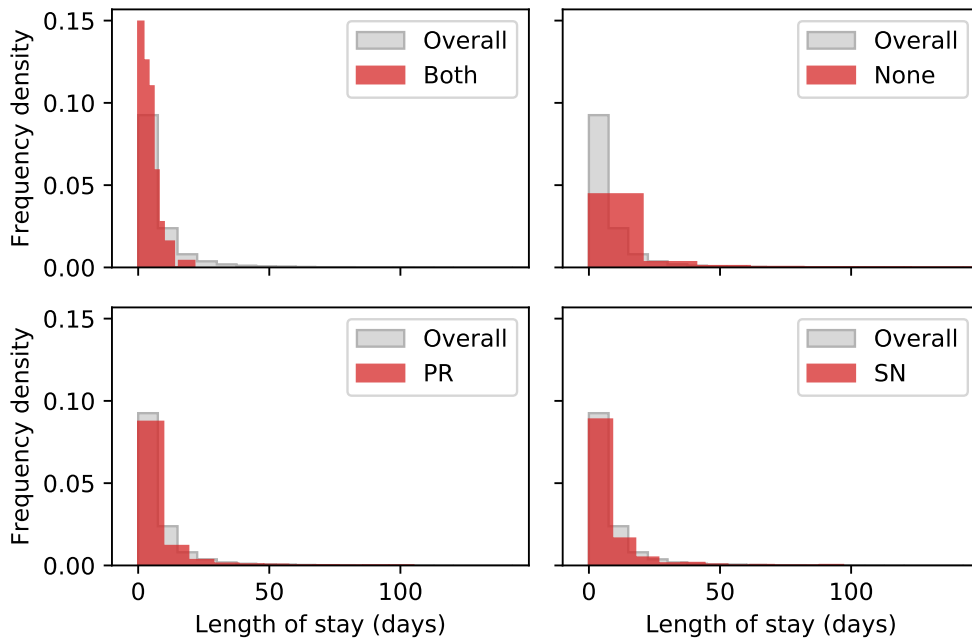 0.15
0.10
0.05
0.00
Frequency density
Overall
Both
Overall
None
0.15
0.10
0.05
0.00
Frequency density
Overall
PR
Overall
SN
0 50 100
Length of stay (days)
0 50 100
Length of stay (days)